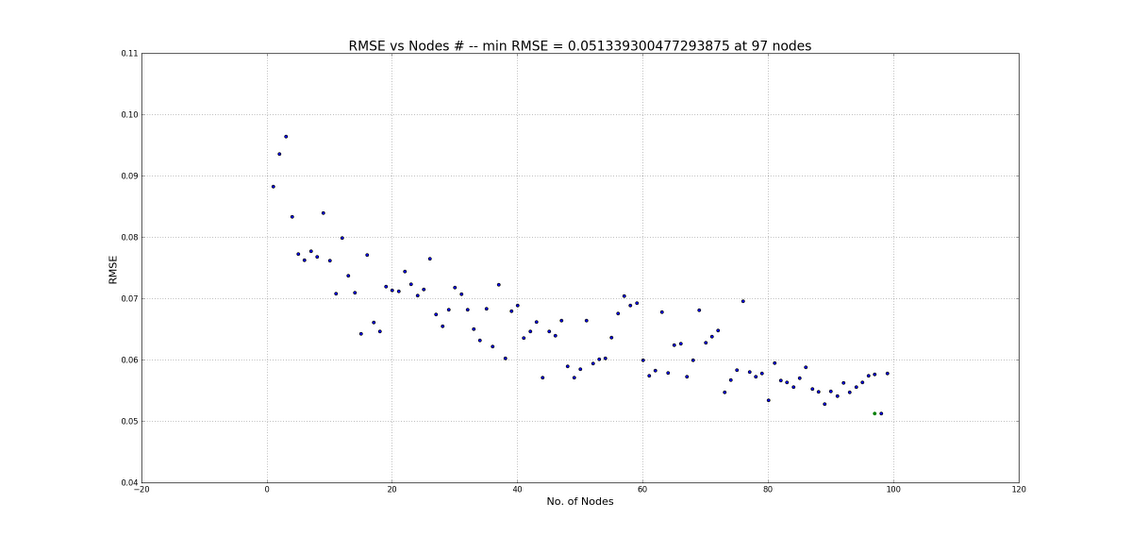 RMSE vs Nodes # -- min RMSE = 0.051339300477293875 at 97 nodes
0.11
0.10
0.09
0.08
0.07
0.06
0.05
0.04
RMSE
−20 0 20 40 60 80 100 120
No. of Nodes